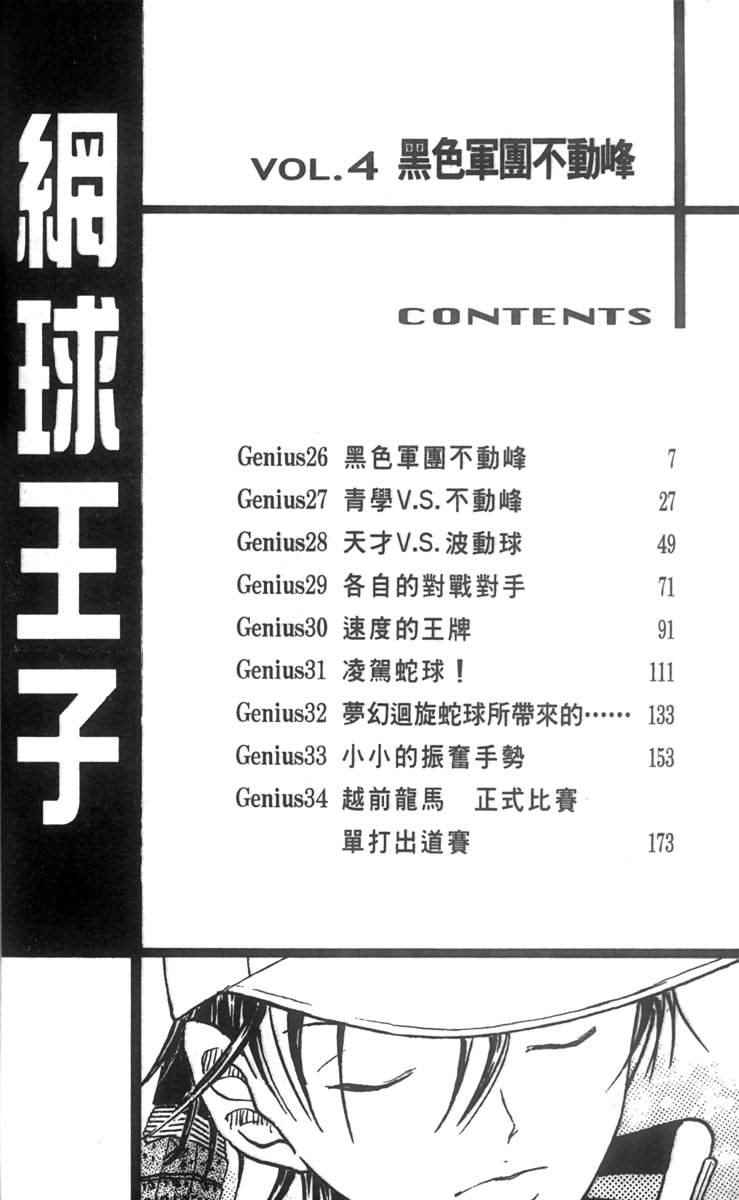 網球王子
VOL.4 黑色軍團不動峰
CONTENTS
Genius26 黑色軍團不動峰 7
Genius27 青學V.S.不動峰 27
Genius28 天才V.S.波動球 49
Genius29 各自的對戰對手 71
Genius30 速度的王牌 91
Genius31 凌駕蛇球！ 111
Genius32 夢幻迴旋蛇球所帶來的…… 133
Genius33 小小的振奮手勢 153
Genius34 越前龍馬　正式比賽
單打出道賽 173